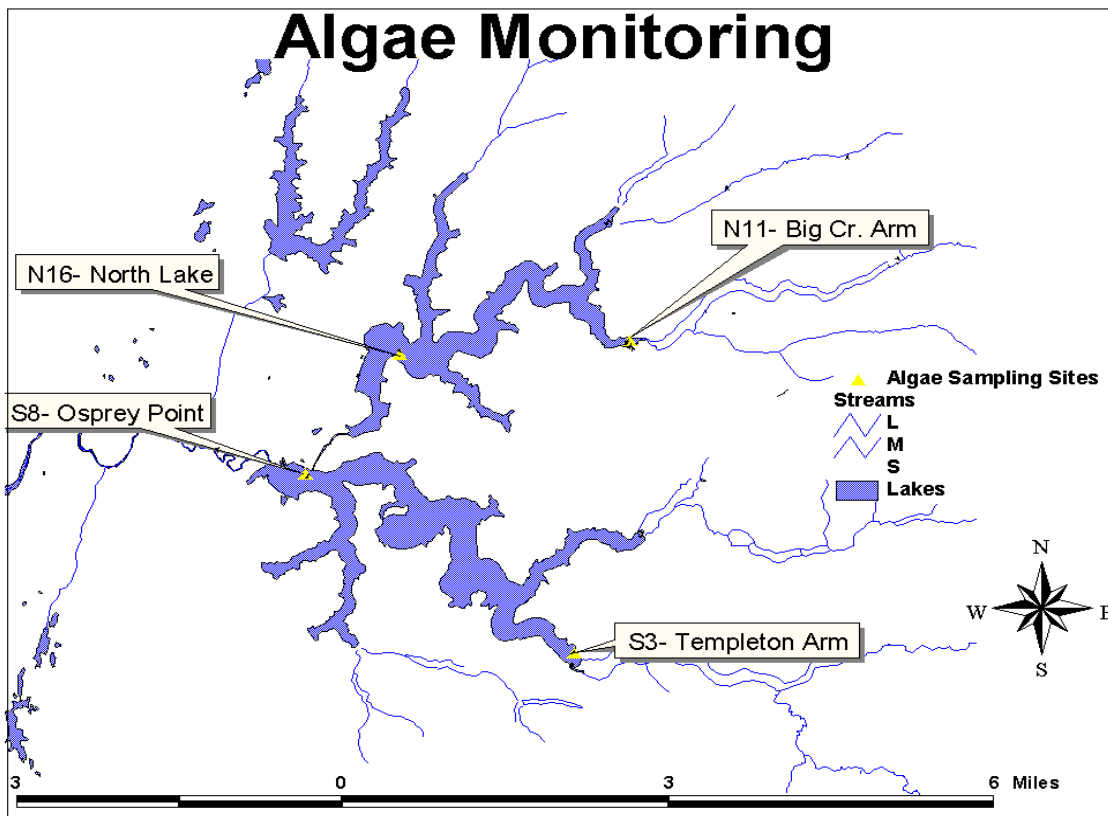 Algae Monitoring
N11- Big Cr. Arm
N16- North Lake
S8- Osprey Point
Algae Sampling Sites
Streams
L
M
S
Lakes
N
W E
S
S3- Templeton Arm
3 0 3 6 Miles